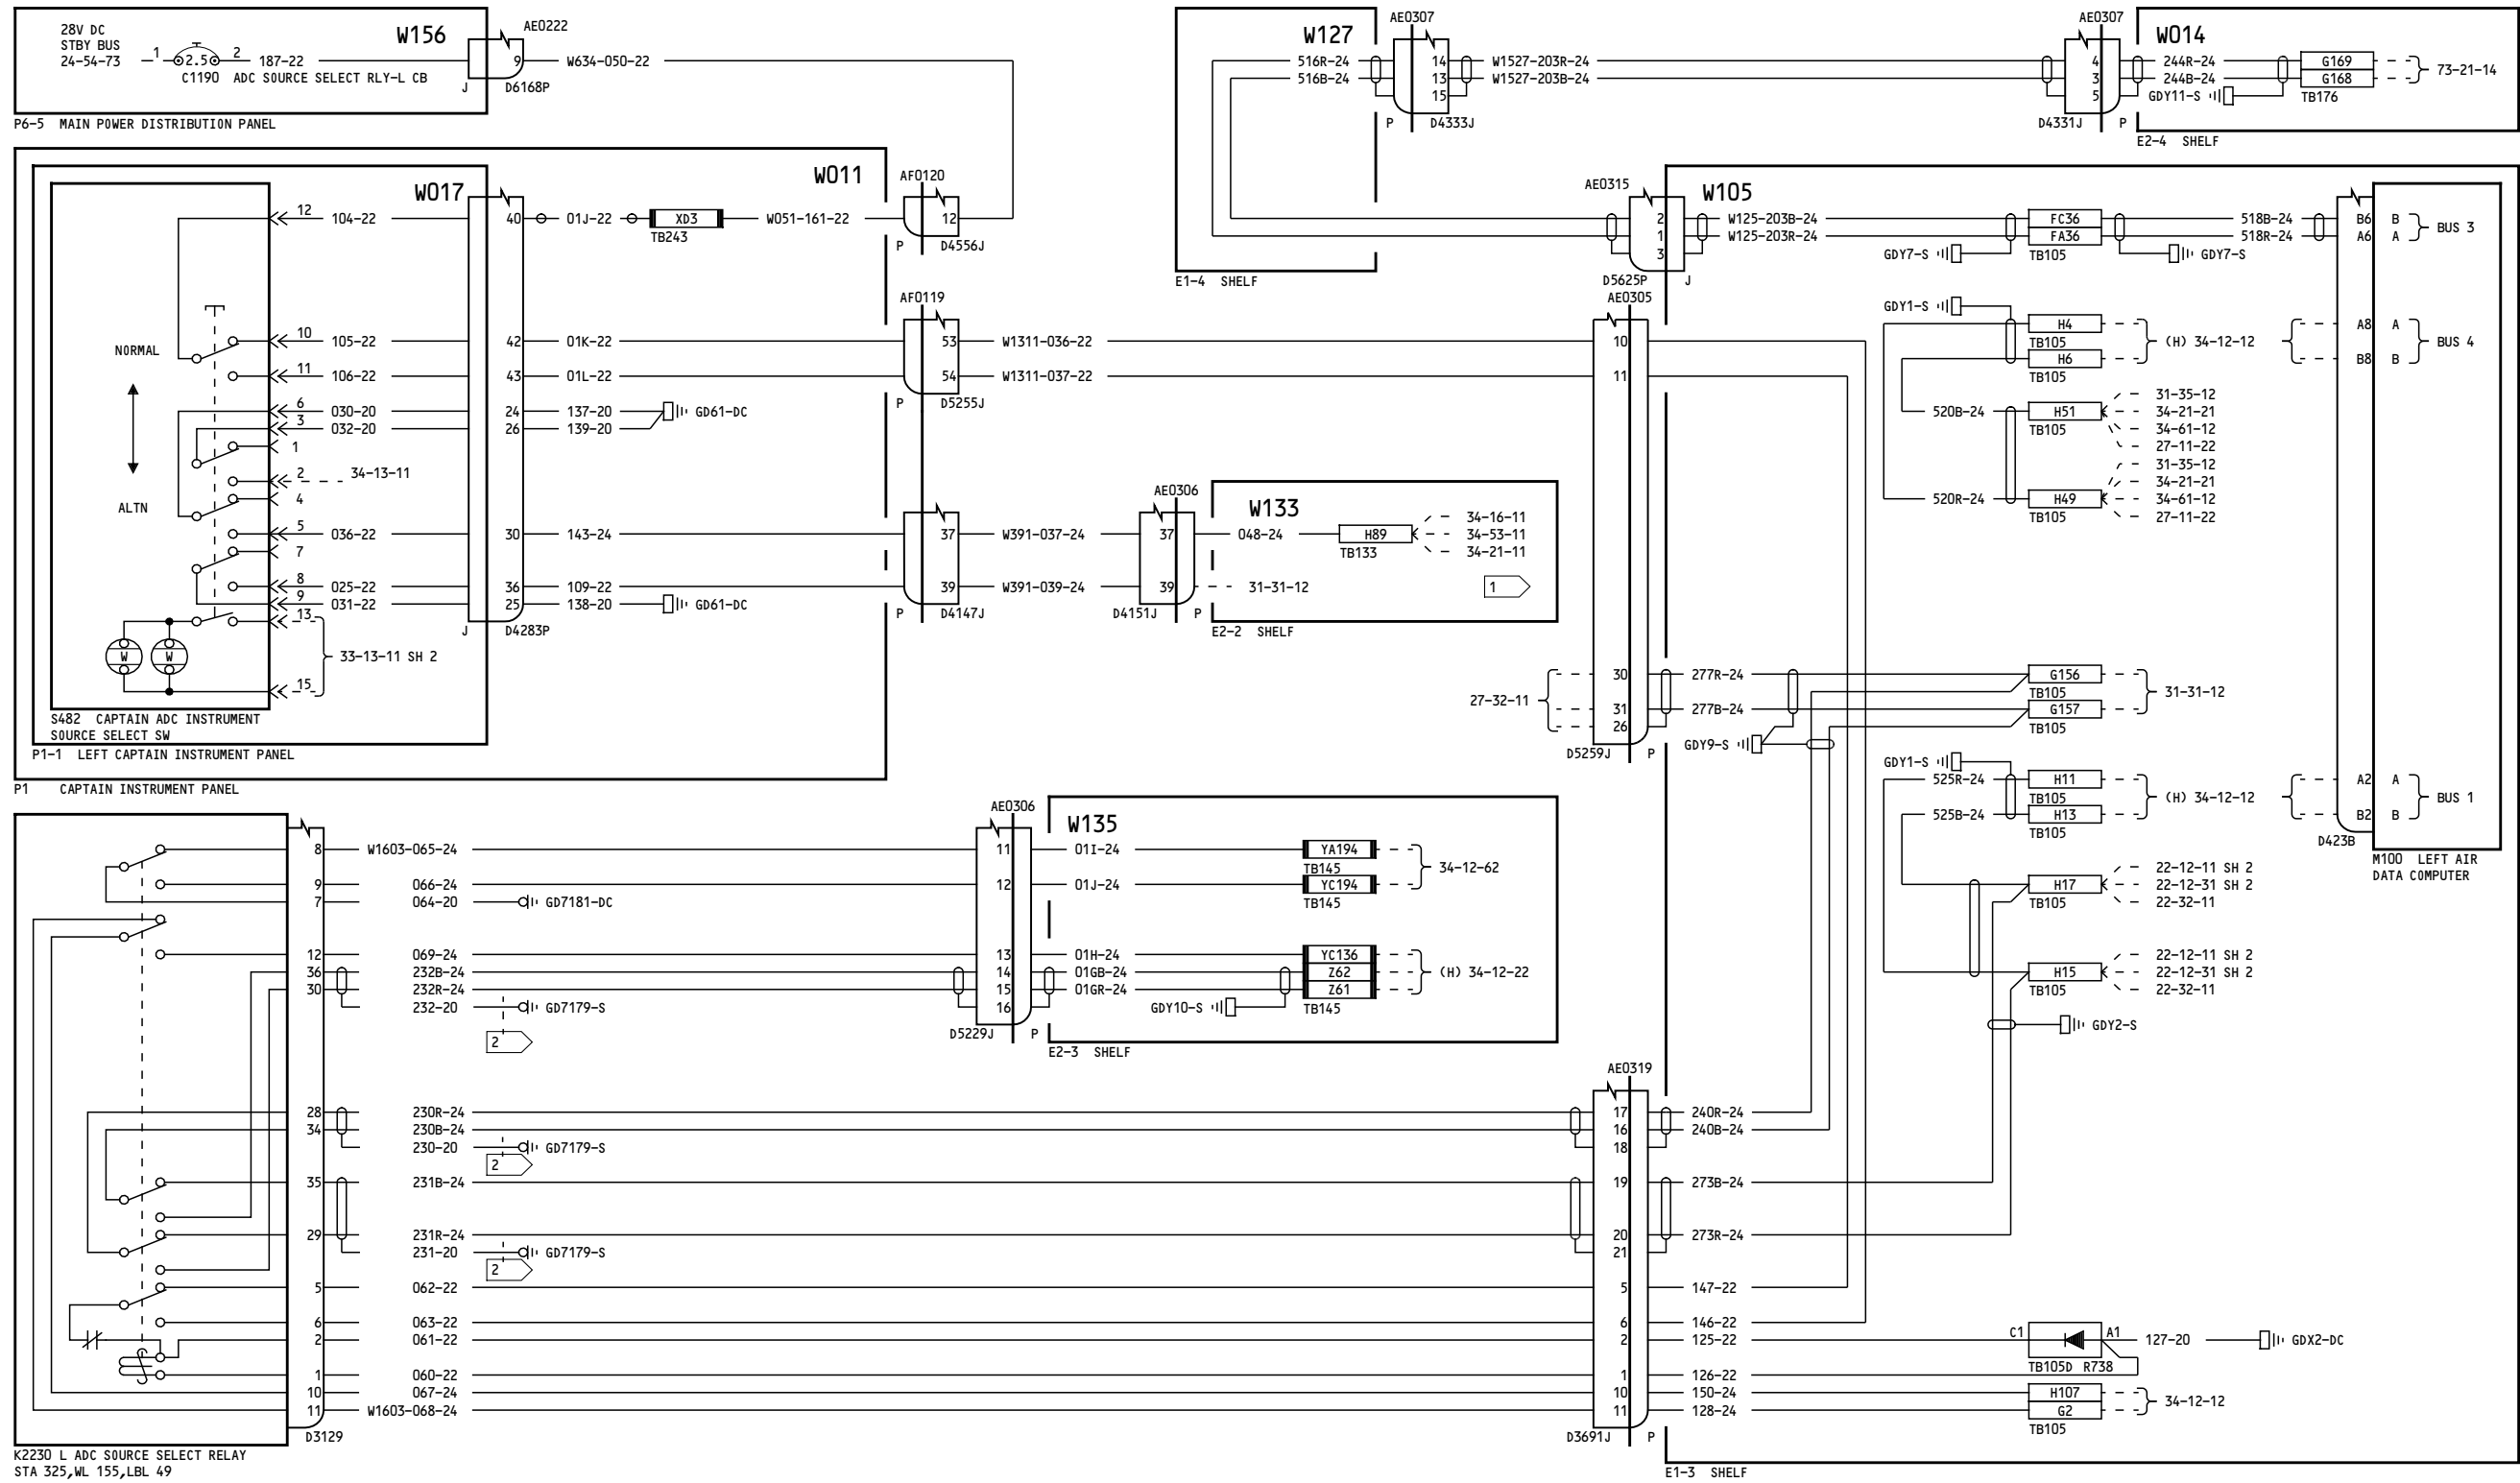 28V DC
STBY BUS
24-54-73
1
2.5
2
187-22
C1190 ADC SOURCE SELECT RLY-L CB
W156
AE0222
9
J
D6168P
W634-050-22
P6-5 MAIN POWER DISTRIBUTION PANEL
W127
AE0307
516R-24
516B-24
14
13
15
P
D4333J
W1527-203R-24
W1527-203B-24
E1-4 SHELF
AE0307
4
3
5
D4331J
P
W014
244R-24
244B-24
GDY11-S
G169
G168
TB176
73-21-14
E2-4 SHELF
W011
W017
12
104-22
40
01J-22
XD3
TB243
W051-161-22
AF0120
12
P
D4556J
NORMAL
ALTN
10
105-22
42
01K-22
11
106-22
43
01L-22
AF0119
53
54
W1311-036-22
W1311-037-22
P
D5255J
6
030-20
24
137-20
3
032-20
26
139-20
GD61-DC
1
2
34-13-11
4
5
036-22
30
143-24
7
8
025-22
36
109-22
9
031-22
25
138-20
GD61-DC
13
33-13-11 SH 2
15
W
W
J
D4283P
37
39
P
D4147J
W391-037-24
W391-039-24
AE0306
37
39
D4151J
P
W133
048-24
H89
TB133
34-16-11
34-53-11
34-21-11
31-31-12
1
E2-2 SHELF
S482 CAPTAIN ADC INSTRUMENT
SOURCE SELECT SW
P1-1 LEFT CAPTAIN INSTRUMENT PANEL
P1 CAPTAIN INSTRUMENT PANEL
AE0315
W105
2
1
3
D5625P
J
W125-203B-24
W125-203R-24
FC36
FA36
TB105
GDY7-S
GDY7-S
518B-24
518R-24
B6
A6
B
A
BUS 3
AE0305
10
11
GDY1-S
H4
TB105
H6
TB105
(H) 34-12-12
A8
B8
A
B
BUS 4
520B-24
H51
TB105
31-35-12
34-21-21
34-61-12
27-11-22
520R-24
H49
TB105
31-35-12
34-21-21
34-61-12
27-11-22
27-32-11
30
31
26
277R-24
277B-24
D5259J
P
GDY9-S
G156
TB105
G157
TB105
31-31-12
GDY1-S
525R-24
H11
TB105
525B-24
H13
TB105
(H) 34-12-12
A2
B2
A
B
BUS 1
D423B
M100 LEFT AIR
DATA COMPUTER
H17
TB105
22-12-11 SH 2
22-12-31 SH 2
22-32-11
H15
TB105
22-12-11 SH 2
22-12-31 SH 2
22-32-11
GDY2-S
8
W1603-065-24
9
066-24
7
064-20
GD7181-DC
12
069-24
36
232B-24
30
232R-24
232-20
GD7179-S
2
AE0306
11
12
13
14
15
16
D5229J
P
W135
01I-24
01J-24
YA194
TB145
YC194
TB145
34-12-62
01H-24
01GB-24
01GR-24
GDY10-S
YC136
Z62
Z61
TB145
(H) 34-12-22
E2-3 SHELF
28
230R-24
34
230B-24
230-20
GD7179-S
2
35
231B-24
29
231R-24
231-20
GD7179-S
2
5
062-22
6
063-22
2
061-22
1
060-22
10
067-24
11
W1603-068-24
D3129
K2230 L ADC SOURCE SELECT RELAY
STA 325,WL 155,LBL 49
AE0319
17
240R-24
16
240B-24
18
19
273B-24
20
273R-24
21
5
147-22
6
146-22
2
125-22
1
126-22
10
150-24
11
128-24
D3691J
P
C1
A1
TB105D R738
127-20
GDX2-DC
H107
G2
TB105
34-12-12
E1-3 SHELF